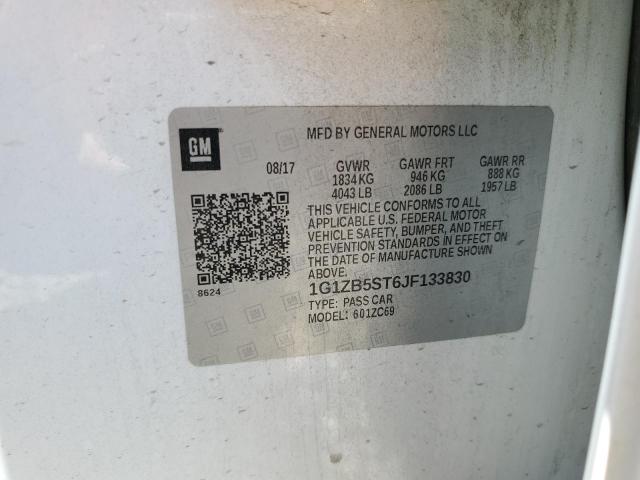 GM
MFD BY GENERAL MOTORS LLC
08/17 GVWR GAWR FRT GAWR RR
1834 KG 946 KG 888 KG
4043 LB 2086 LB 1957 LB
THIS VEHICLE CONFORMS TO ALL
APPLICABLE U.S. FEDERAL MOTOR
VEHICLE SAFETY, BUMPER, AND THEFT
PREVENTION STANDARDS IN EFFECT ON
THE DATE OF MANUFACTURE SHOWN
ABOVE.
8624
1G1ZB5ST6JF133830
TYPE: PASS CAR
MODEL: 601ZC69